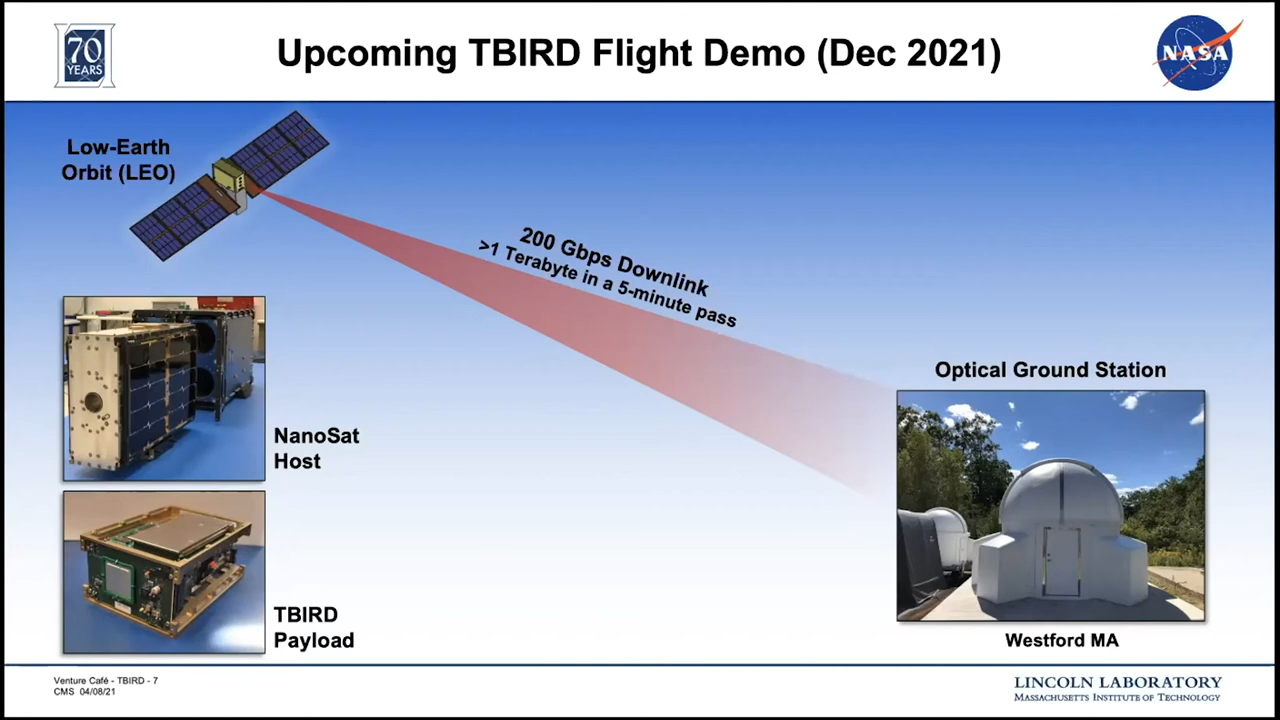 70
YEARS
Upcoming TBIRD Flight Demo (Dec 2021)
NASA
Low-Earth
Orbit (LEO)
200 Gbps Downlink
>1 Terabyte in a 5-minute pass
Optical Ground Station
NanoSat
Host
TBIRD
Payload
Westford MA
Venture Café - TBIRD - 7
CMS 04/08/21
LINCOLN LABORATORY
MASSACHUSETTS INSTITUTE OF TECHNOLOGY